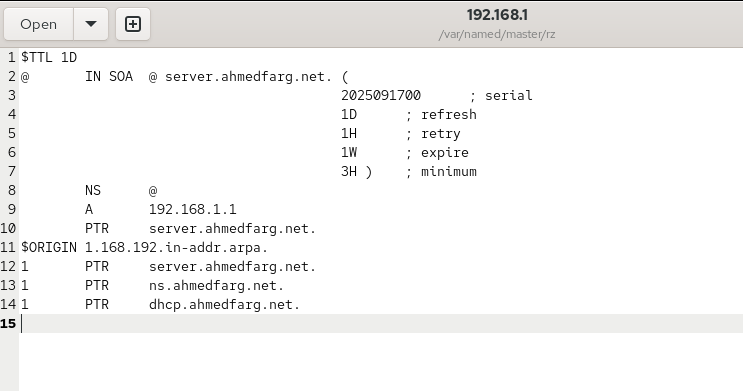 Open
192.168.1
/var/named/master/rz
1 $TTL 1D
2 @ IN SOA @ server.ahmedfarg.net. (
3 2025091700 ; serial
4 1D ; refresh
5 1H ; retry
6 1W ; expire
7 3H ) ; minimum
8 NS @
9 A 192.168.1.1
10 PTR server.ahmedfarg.net.
11 $ORIGIN 1.168.192.in-addr.arpa.
12 1 PTR server.ahmedfarg.net.
13 1 PTR ns.ahmedfarg.net.
14 1 PTR dhcp.ahmedfarg.net.
15